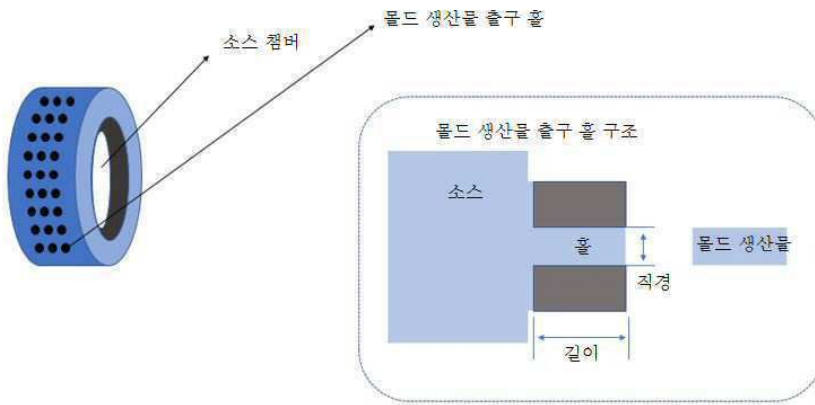 몰드 생산물 출구 홀
소스 챔버
몰드 생산물 출구 홀 구조
소스
홀
몰드 생산물
직경
길이